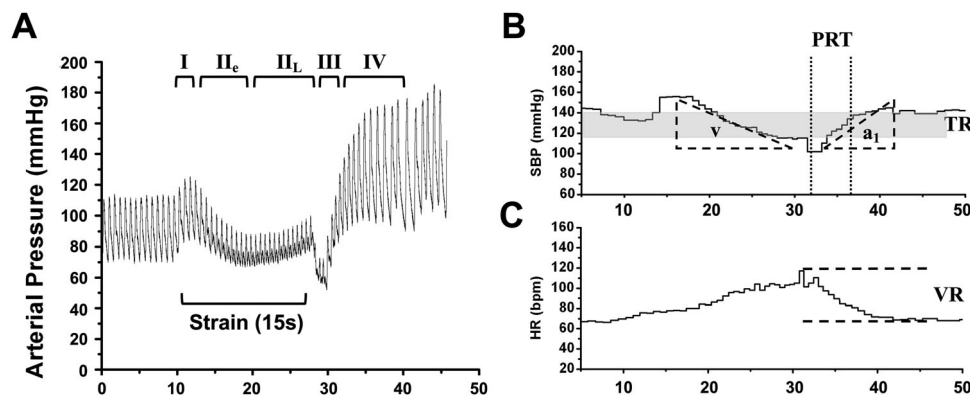 A
I II e II L III IV
Arterial Pressure (mmHg)
200
180
160
140
120
100
80
60
40
20
0
Strain (15s)
0 10 20 30 40 50
B
PRT
SBP (mmHg)
200
180
160
140
120
100
80
60
v
a1
TR
10 20 30 40 50
C
HR (bpm)
160
140
120
100
80
60
40
20
VR
10 20 30 40 50